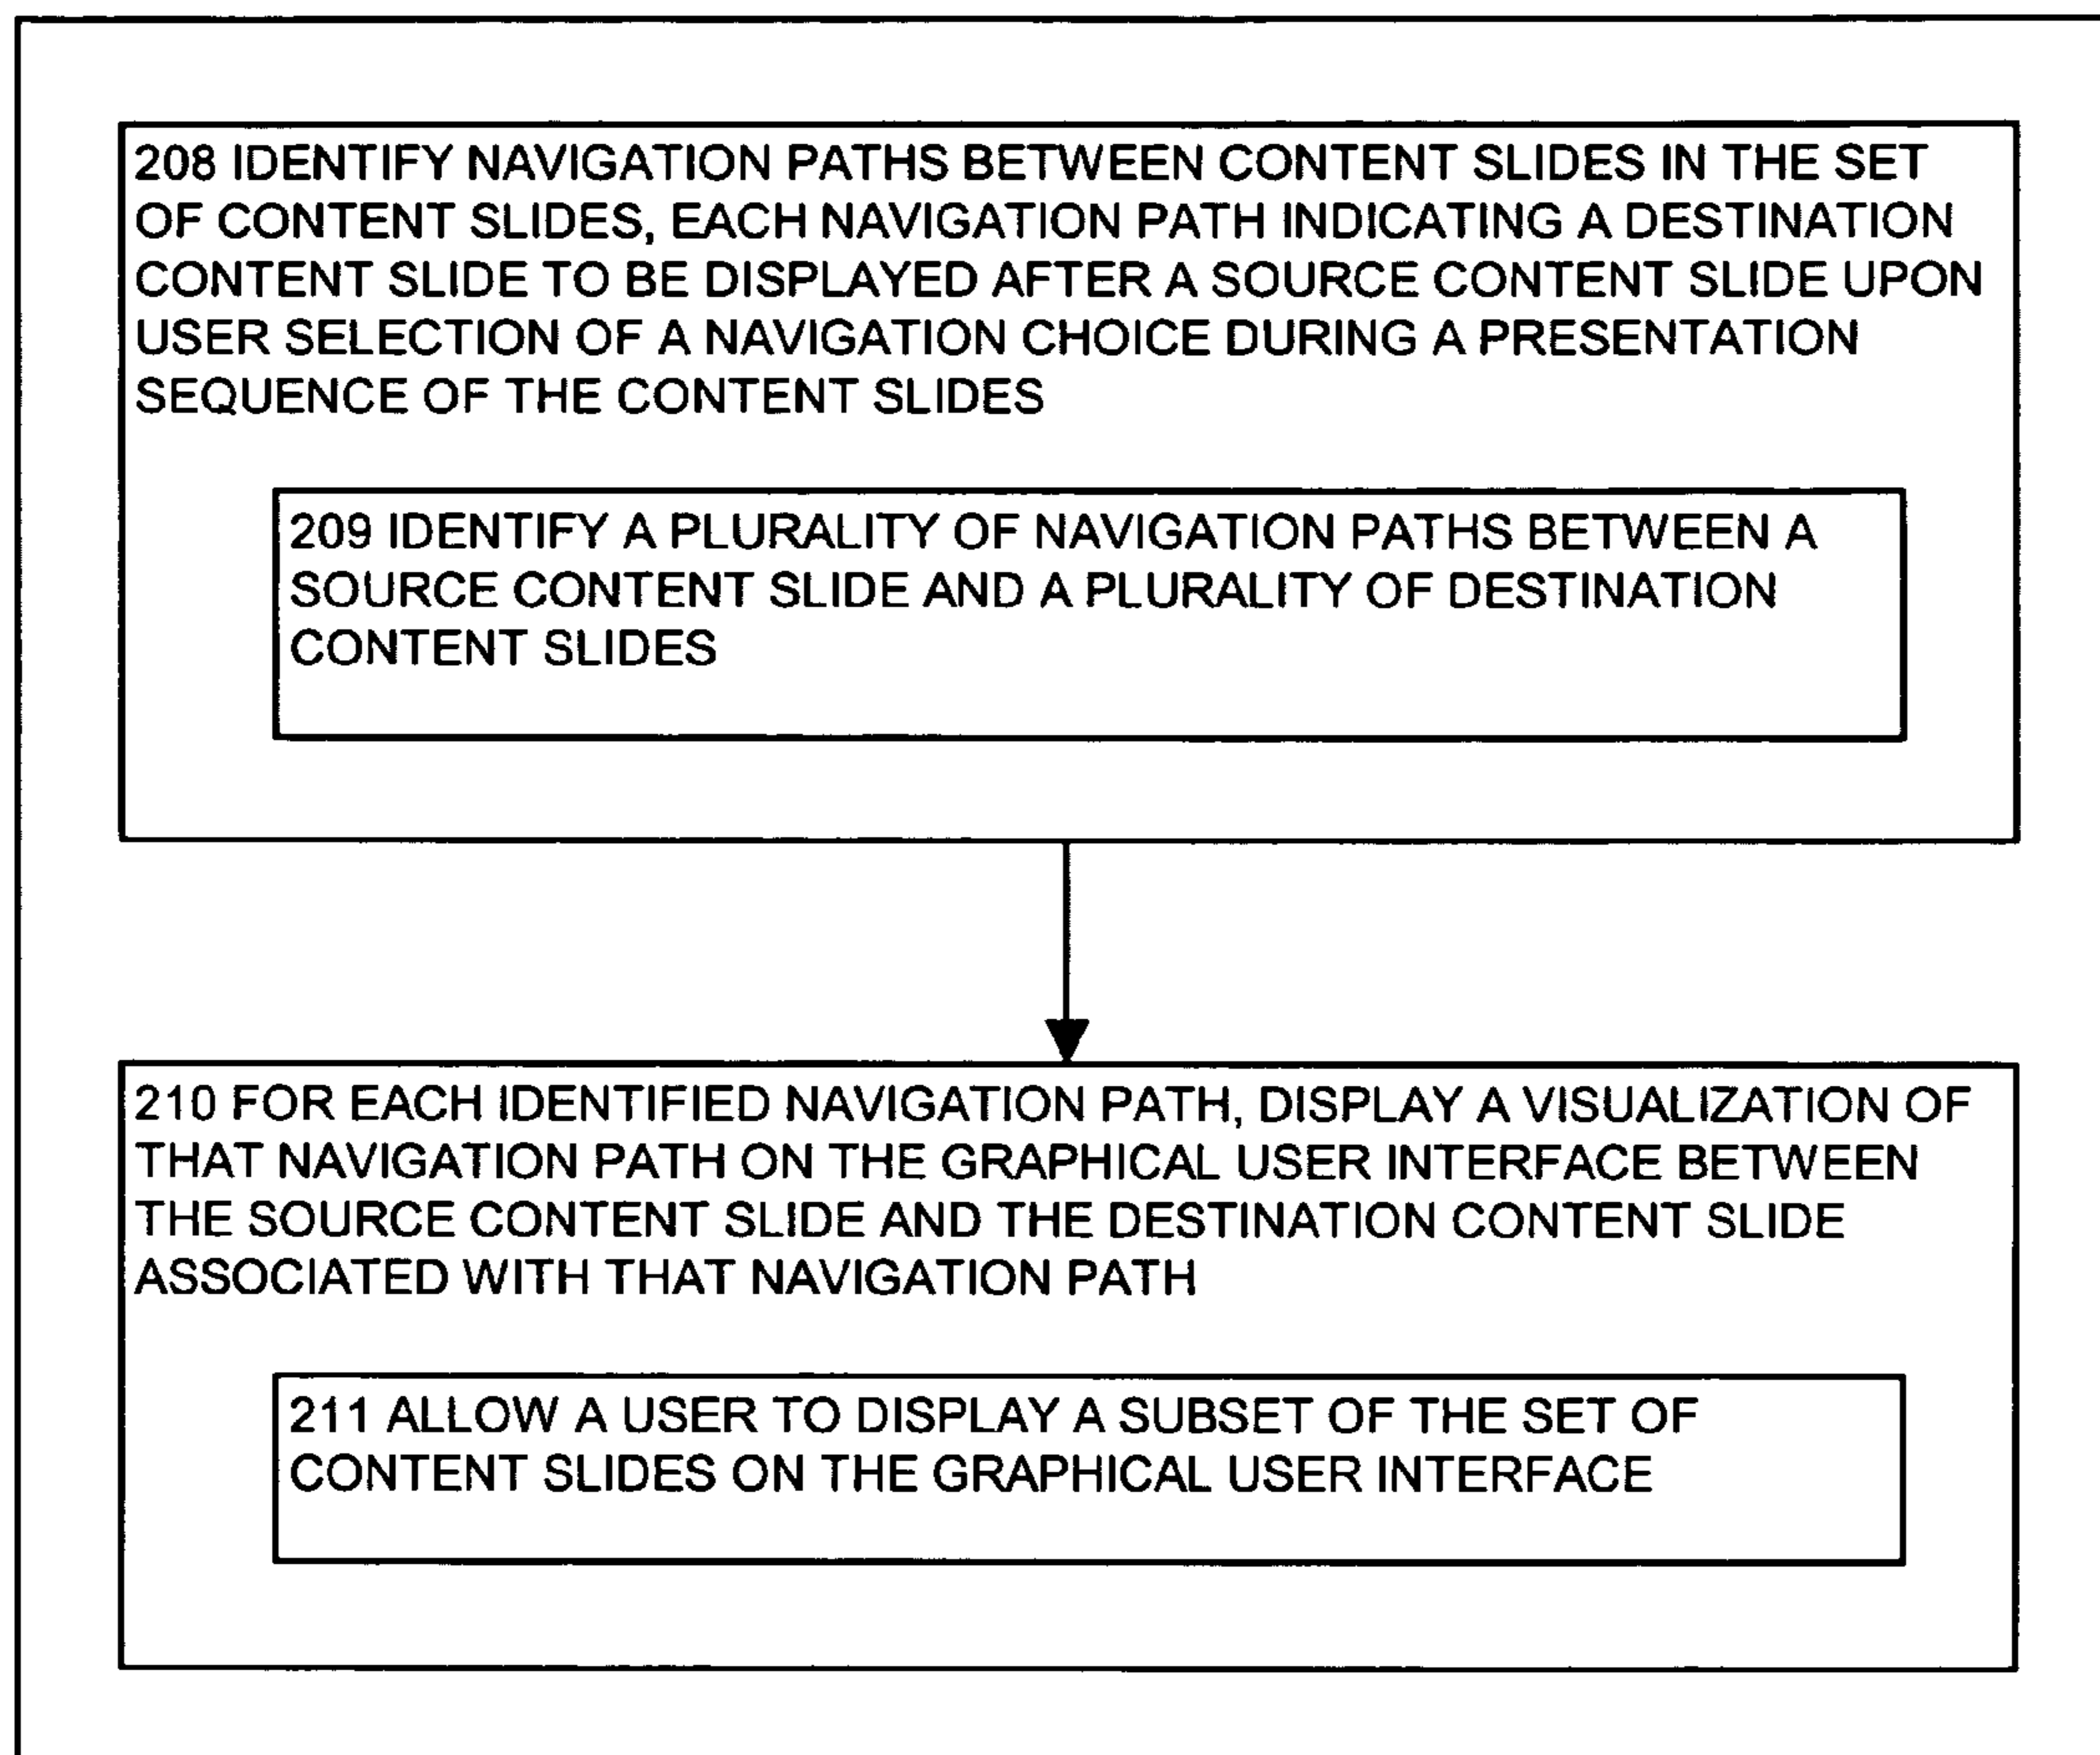 208 IDENTIFY NAVIGATION PATHS BETWEEN CONTENT SLIDES IN THE SET
OF CONTENT SLIDES, EACH NAVIGATION PATH INDICATING A DESTINATION
CONTENT SLIDE TO BE DISPLAYED AFTER A SOURCE CONTENT SLIDE UPON
USER SELECTION OF A NAVIGATION CHOICE DURING A PRESENTATION
SEQUENCE OF THE CONTENT SLIDES
209 IDENTIFY A PLURALITY OF NAVIGATION PATHS BETWEEN A
SOURCE CONTENT SLIDE AND A PLURALITY OF DESTINATION
CONTENT SLIDES
210 FOR EACH IDENTIFIED NAVIGATION PATH, DISPLAY A VISUALIZATION OF
THAT NAVIGATION PATH ON THE GRAPHICAL USER INTERFACE BETWEEN
THE SOURCE CONTENT SLIDE AND THE DESTINATION CONTENT SLIDE
ASSOCIATED WITH THAT NAVIGATION PATH
211 ALLOW A USER TO DISPLAY A SUBSET OF THE SET OF
CONTENT SLIDES ON THE GRAPHICAL USER INTERFACE